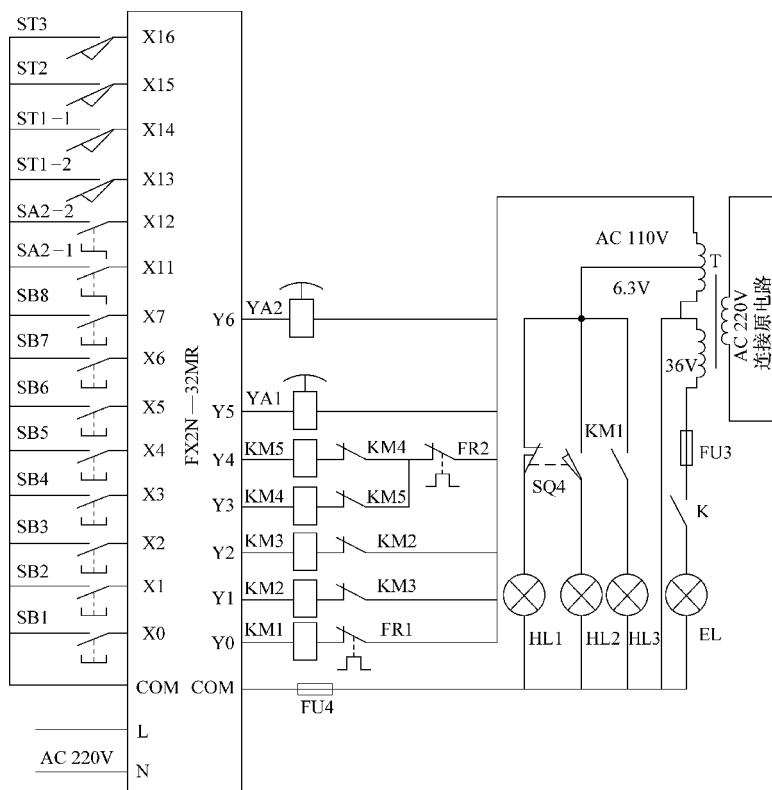 ST3
X16
ST2
X15
ST1-1
X14
ST1-2
X13
SA2-2
X12
SA2-1
X11
SB8
X7
SB7
X6
SB6
X5
SB5
X4
SB4
X3
SB3
X2
SB2
X1
SB1
X0
COM
L
AC 220V
N
FX2N—32MR
Y6 YA2
Y5 YA1
Y4 KM5 KM4 FR2
Y3 KM4 KM5
Y2 KM3 KM2
Y1 KM2 KM3
Y0 KM1 FR1
COM
FU4
AC 110V
T
6.3V
36V
AC 220V
连接原电路
KM1
FU3
SQ4
K
HL1
HL2
HL3
EL